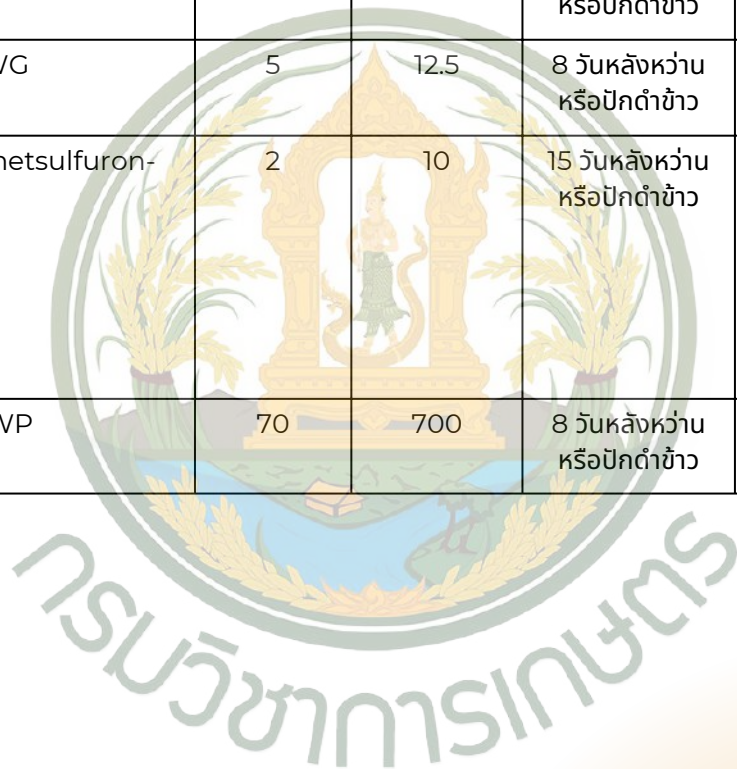 หรือปักดำข้าว
WG 5 12.5 8 วันหลังหว่าน
หรือปักดำข้าว
metsulfuron- 2 10 15 วันหลังหว่าน
หรือปักดำข้าว
WP 70 700 8 วันหลังหว่าน
หรือปักดำข้าว
กรมวิชาการเกษตร